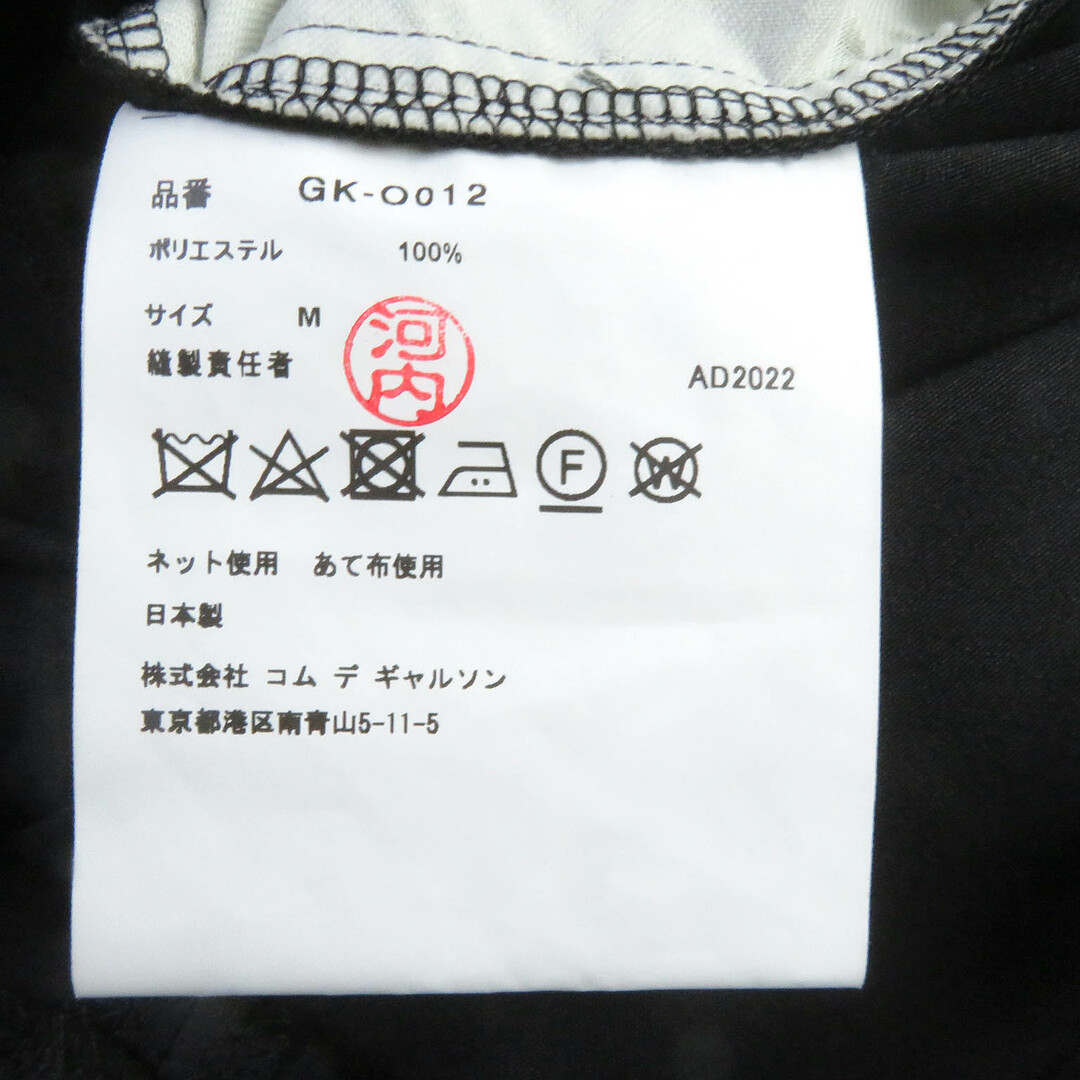 品番 GK-O012
ポリエステル 100%
サイズ M
河内
縫製責任者
AD2022
F
W
ネット使用 あて布使用
日本製
株式会社 コム デ ギャルソン
東京都港区南青山5-11-5